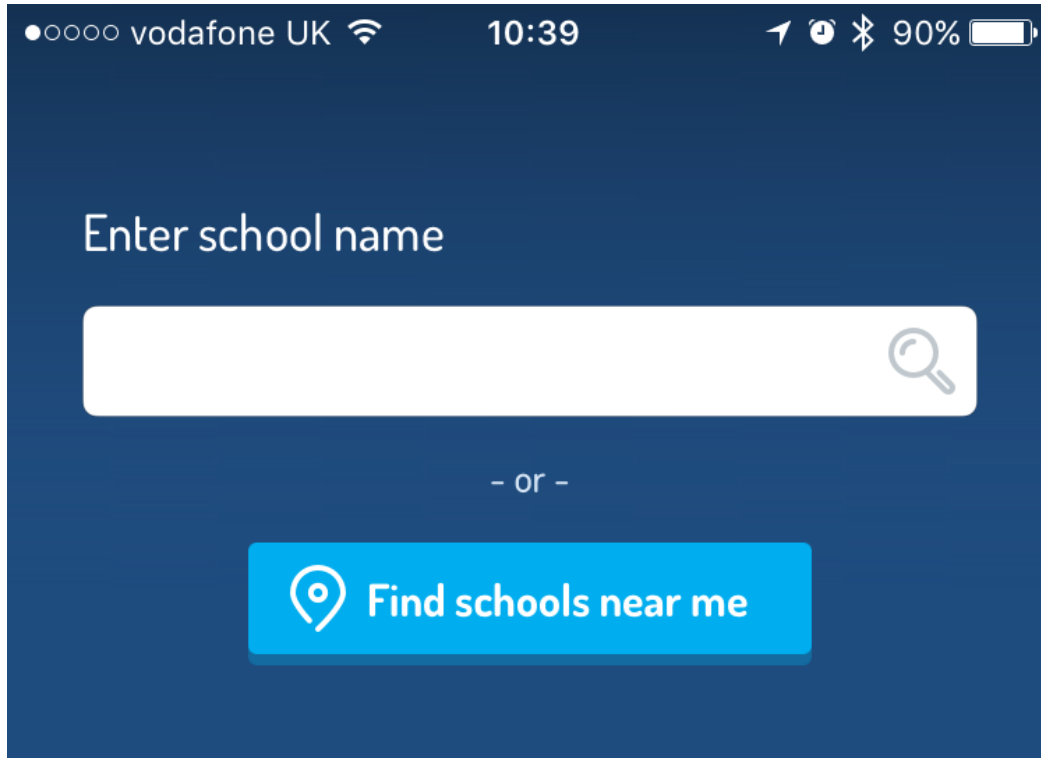 vodafone UK 10:39 90%
Enter school name
- or -
Find schools near me